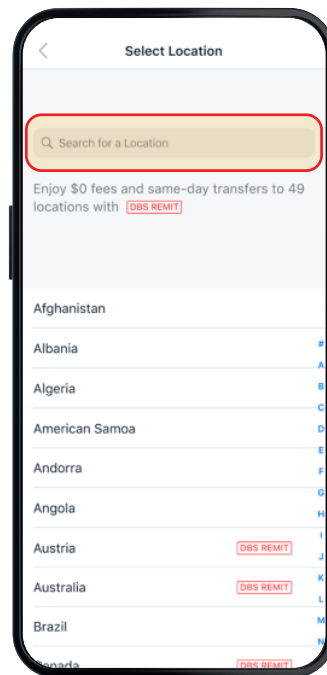 Select Location
Search for a Location
Enjoy $0 fees and same-day transfers to 49
locations with DBS REMIT
Afghanistan
#
Albania
A
Algeria
B
C
American Samoa
D
E
Andorra
F
G
Angola
H
I
Austria DBS REMIT
J
K
Australia DBS REMIT
L
Brazil
M
N
Canada DBS REMIT